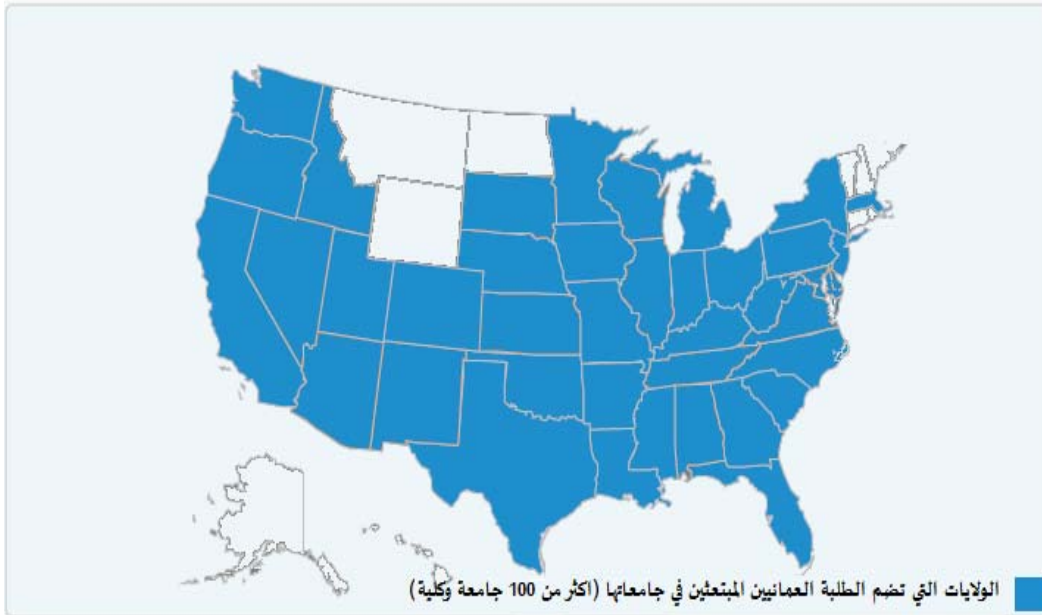 الولايات التي تضم الطلبة العمانيين المبتعثين في جامعاتها (اكثر من 100 جامعة وكلية)